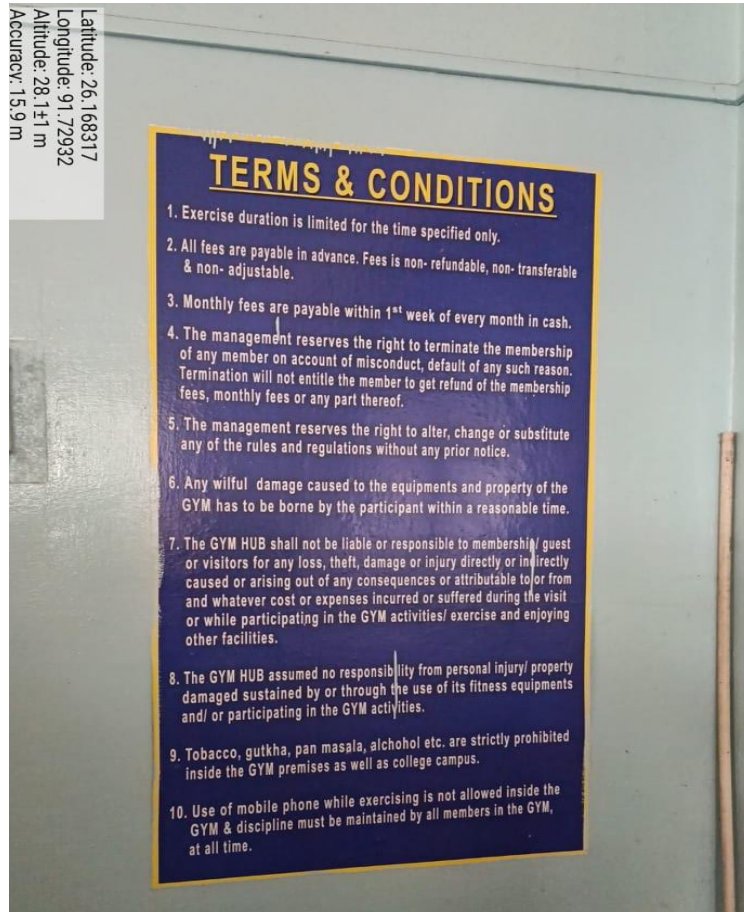 Latitude: 26.168317
Longitude: 91.72932
Altitude: 28.1±1 m
Accuracy: 15.9 m
TERMS & CONDITIONS
1. Exercise duration is limited for the time specified only.
2. All fees are payable in advance. Fees is non- refundable, non- transferable
& non- adjustable.
3. Monthly fees are payable within 1st week of every month in cash.
4. The management reserves the right to terminate the membership
of any member on account of misconduct, default of any such reason.
Termination will not entitle the member to get refund of the membership
fees, monthly fees or any part thereof.
5. The management reserves the right to alter, change or substitute
any of the rules and regulations without any prior notice.
6. Any wilful damage caused to the equipments and property of the
GYM has to be borne by the participant within a reasonable time.
7. The GYM HUB shall not be liable or responsible to membership/ guest
or visitors for any loss, theft, damage or injury directly or indirectly
caused or arising out of any consequences or attributable to or from
and whatever cost or expenses incurred or suffered during the visit
or while participating in the GYM activities/ exercise and enjoying
other facilities.
8. The GYM HUB assumed no responsibility from personal injury/ property
damaged sustained by or through the use of its fitness equipments
and/ or participating in the GYM activities.
9. Tobacco, gutkha, pan masala, alchohol etc. are strictly prohibited
inside the GYM premises as well as college campus.
10. Use of mobile phone while exercising is not allowed inside the
GYM & discipline must be maintained by all members in the GYM,
at all time.